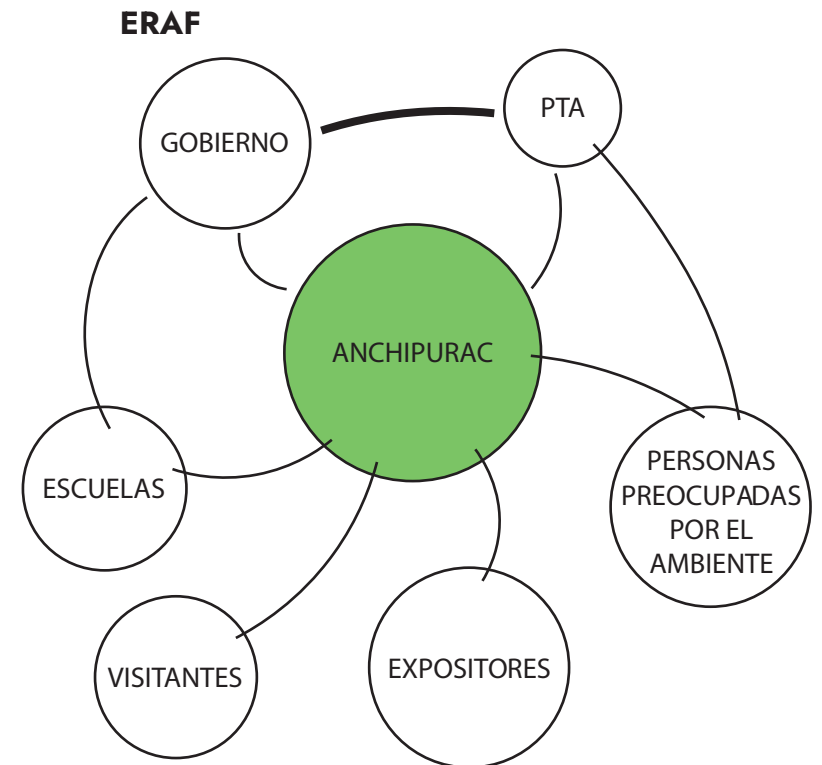 ERAF
GOBIERNO
PTA
ANCHIPURAC
ESCUELAS
PERSONAS
PREOCUPADAS
POR EL
AMBIENTE
VISITANTES
EXPOSITORES